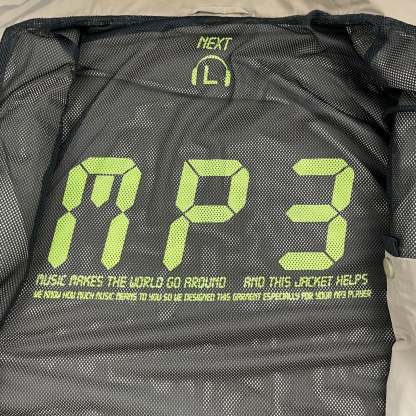 NEXT
L
MP3
MUSIC MAKES THE WORLD GO AROUND AND THIS JACKET HELPS
WE KNOW HOW MUCH MUSIC MEANS TO YOU SO WE DESIGNED THIS GARMENT ESPECIALLY FOR YOUR MP3 PLAYER